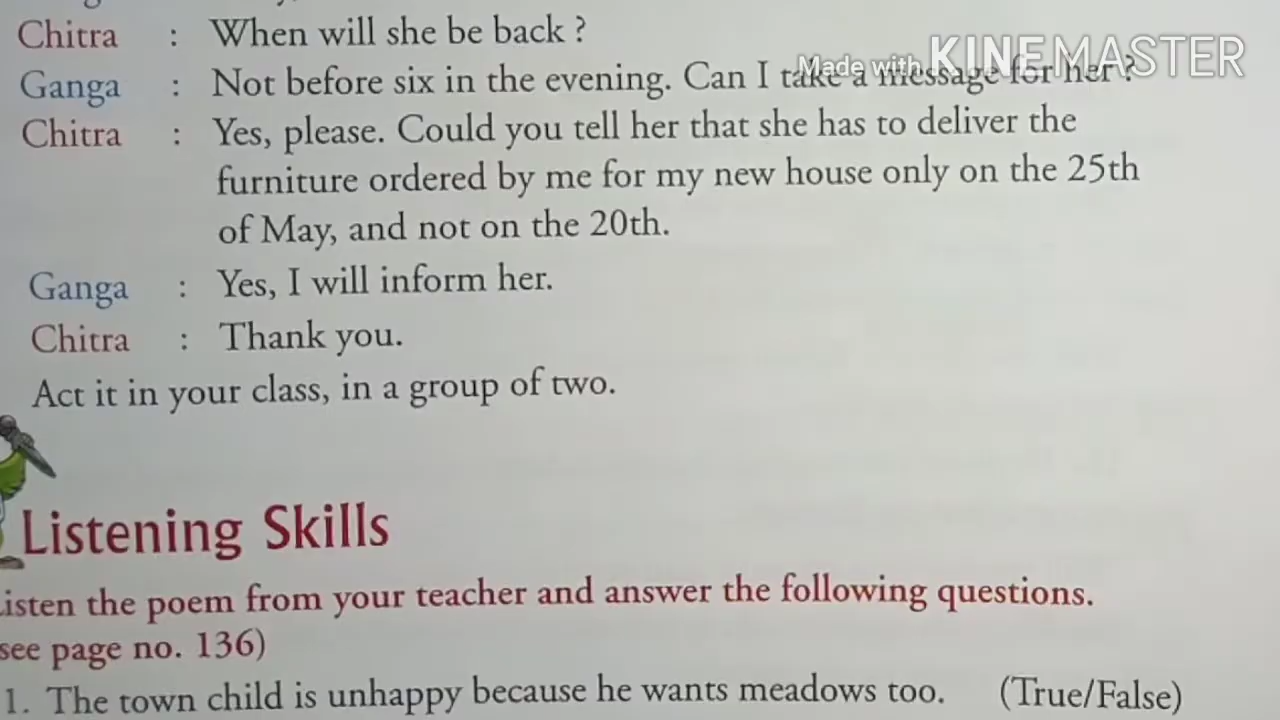 Chitra : When will she be back ?
Made with KINEMASTER
Ganga : Not before six in the evening. Can I take a message for her ?
Chitra : Yes, please. Could you tell her that she has to deliver the
furniture ordered by me for my new house only on the 25th
of May, and not on the 20th.
Ganga : Yes, I will inform her.
Chitra : Thank you.
Act it in your class, in a group of two.
Listening Skills
isten the poem from your teacher and answer the following questions.
see page no. 136)
1. The town child is unhappy because he wants meadows too. (True/False)